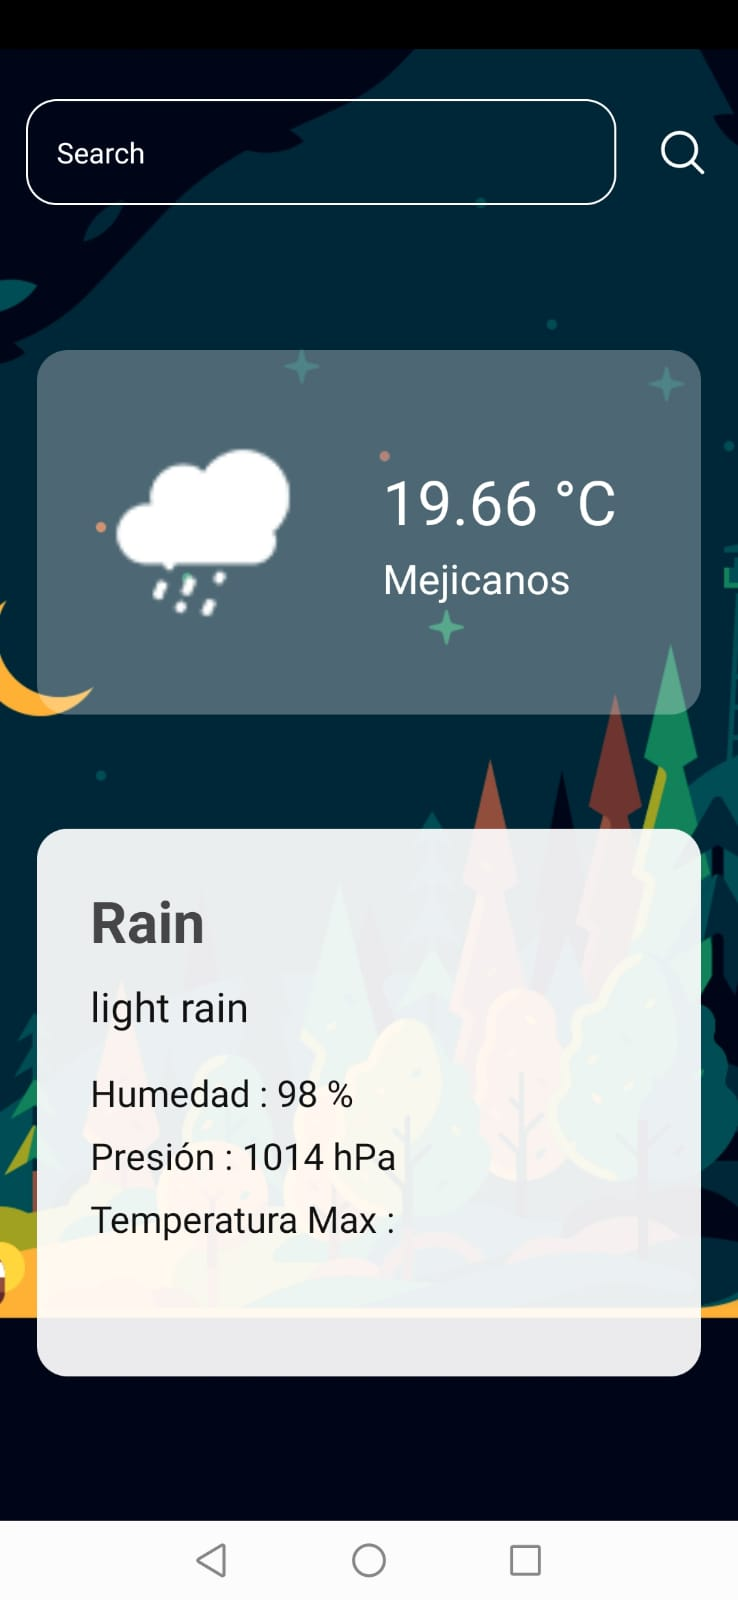 Search
19.66 °C
Mejicanos
Rain
light rain
Humedad : 98 %
Presión : 1014 hPa
Temperatura Max :